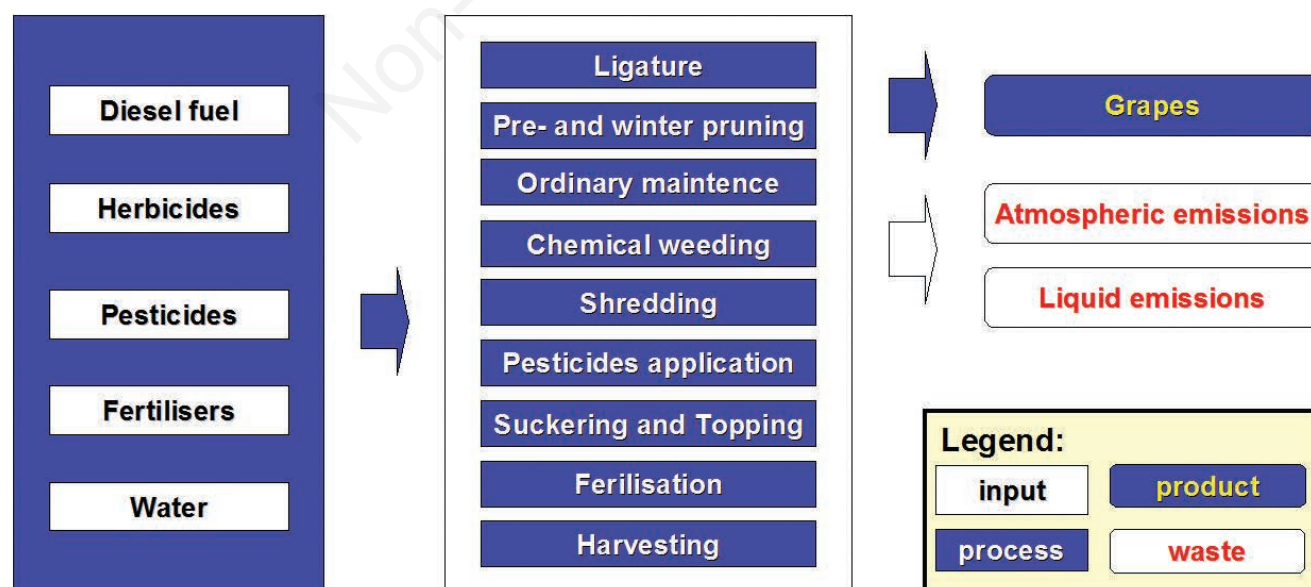 Diesel fuel
Herbicides
Pesticides
Fertilisers
Water
Ligature
Pre- and winter pruning
Ordinary maintence
Chemical weeding
Shredding
Pesticides application
Suckering and Topping
Ferilisation
Harvesting
Grapes
Atmospheric emissions
Liquid emissions
Legend:
input
product
process
waste
Non-